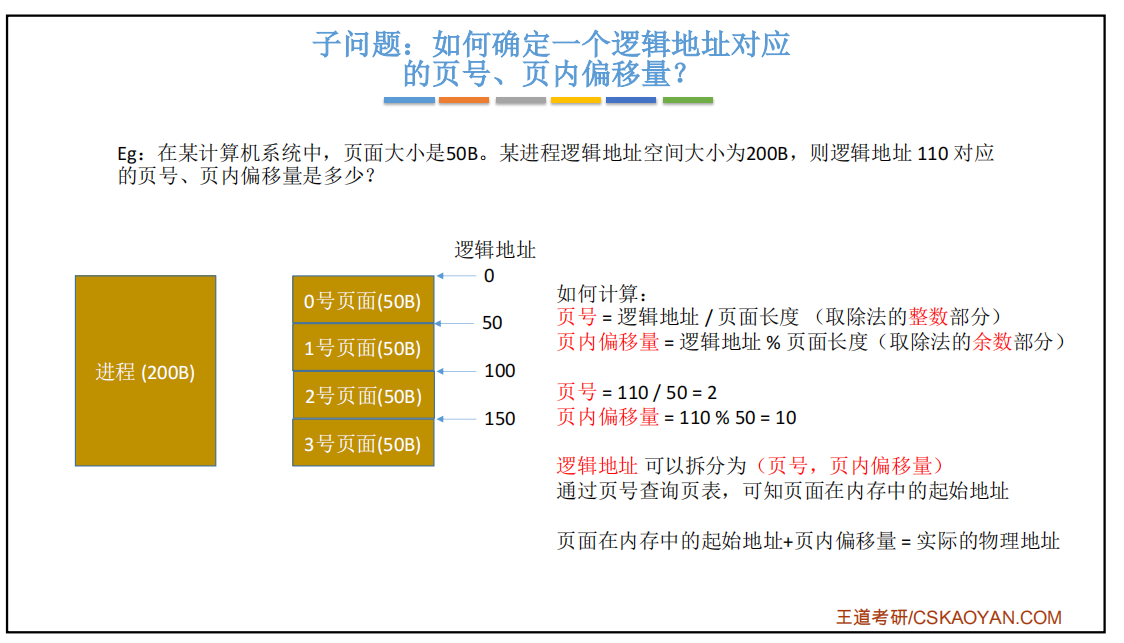 子问题：如何确定一个逻辑地址对应
的页号、页内偏移量？
Eg：在某计算机系统中，页面大小是50B。某进程逻辑地址空间大小为200B，则逻辑地址 110 对应
的页号、页内偏移量是多少？
逻辑地址
进程 (200B)
0号页面(50B)
1号页面(50B)
2号页面(50B)
3号页面(50B)
0
50
100
150
如何计算：
页号 = 逻辑地址 / 页面长度 （取除法的整数部分）
页内偏移量 = 逻辑地址 % 页面长度（取除法的余数部分）
页号 = 110 / 50 = 2
页内偏移量 = 110 % 50 = 10
逻辑地址 可以拆分为（页号，页内偏移量）
通过页号查询页表，可知页面在内存中的起始地址
页面在内存中的起始地址+页内偏移量 = 实际的物理地址
王道考研/CSKAOYAN.COM